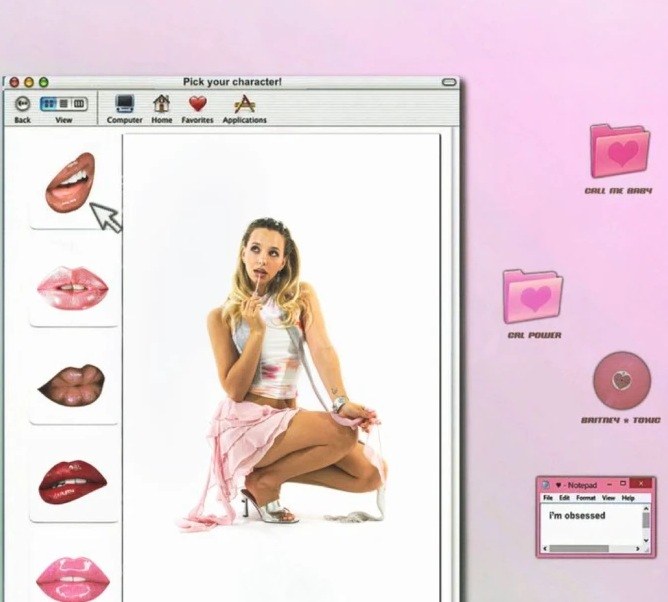 Pick your character!
Back
View
Computer
Home
Favorites
Applications
CALL ME BABY
GAL POWER
BRITNEY = TOXIC
♥ - Notepad
File Edit Format View Help
i'm obsessed